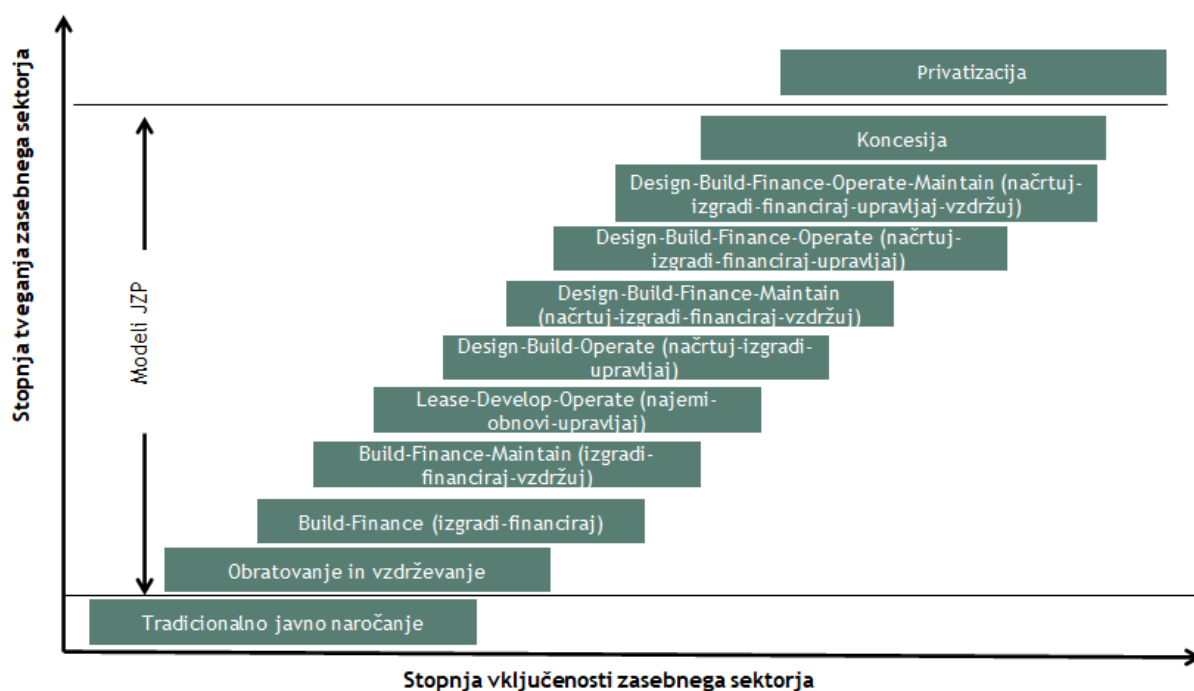 Stopnja tveganja zasebnega sektorja
Modeli JZP
Privatizacija
Koncesija
Design-Build-Finance-Operate-Maintain (načrtuj-
izgradi-financiraj-upravljaj-vzdržuj)
Design-Build-Finance-Operate (načrtuj-
izgradi-financiraj-upravljaj)
Design-Build-Finance-Maintain
(načrtuj-izgradi-financiraj-vzdržuj)
Design-Build-Operate (načrtuj-izgradi-
upravljaj)
Lease-Develop-Operate (najemi-
obnovi-upravljaj)
Build-Finance-Maintain (izgradi-
financiraj-vzdržuj)
Build-Finance (izgradi-financiraj)
Obratovanje in vzdrževanje
Tradicionalno javno naročanje
Stopnja vključenosti zasebnega sektorja